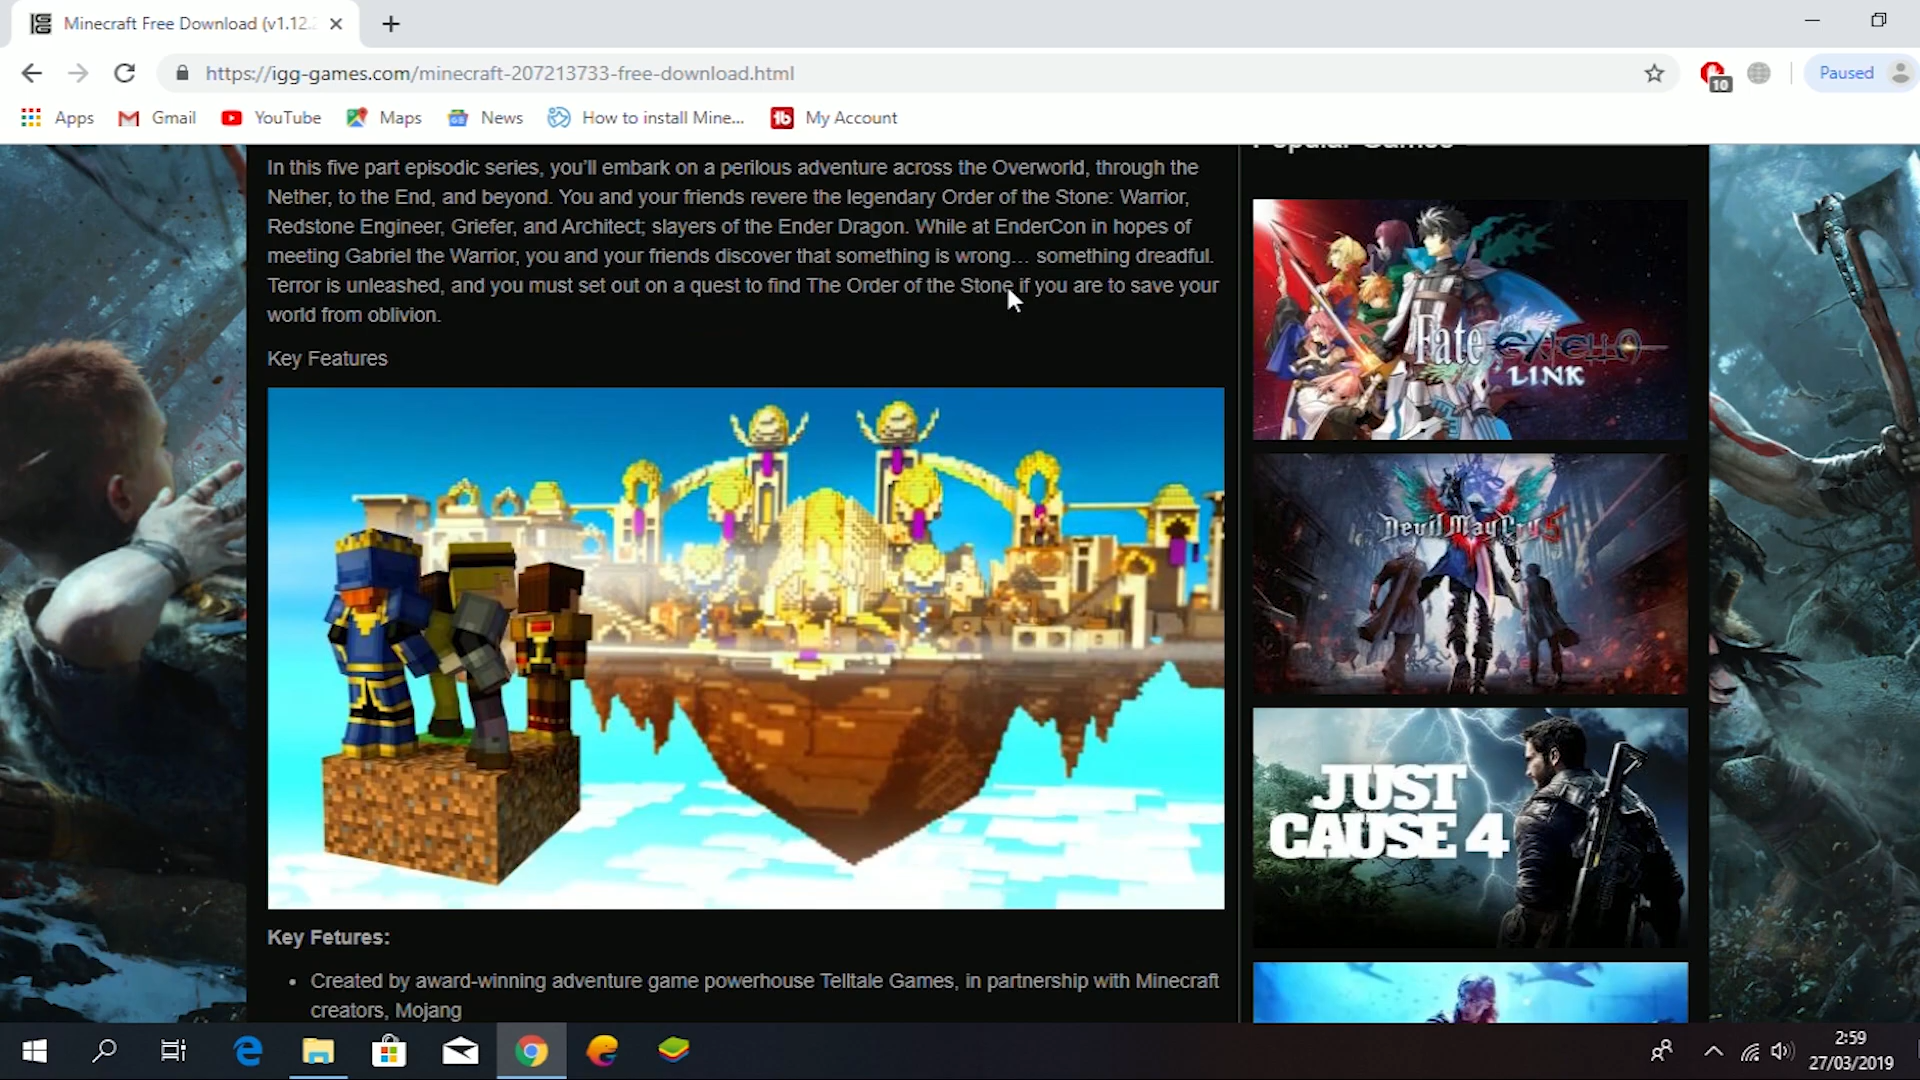 Minecraft Free Download (v1.12.2
https://igg-games.com/minecraft-207213733-free-download.html
10
Paused
Apps
Gmail
YouTube
Maps
News
How to install Mine...
My Account
In this five part episodic series, you'll embark on a perilous adventure across the Overworld, through the
Nether, to the End, and beyond. You and your friends revere the legendary Order of the Stone: Warrior,
Redstone Engineer, Griefer, and Architect; slayers of the Ender Dragon. While at EnderCon in hopes of
meeting Gabriel the Warrior, you and your friends discover that something is wrong… something dreadful.
Terror is unleashed, and you must set out on a quest to find The Order of the Stone if you are to save your
world from oblivion.
Key Features
Key Fetures:
• Created by award-winning adventure game powerhouse Telltale Games, in partnership with Minecraft
creators, Mojang
Popular Games
Fate EXTELLA
LINK
Devil May Cry 5
JUST
CAUSE 4
2:59
27/03/2019